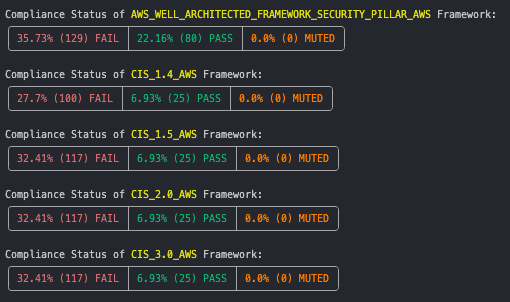 Compliance Status of AWS_WELL_ARCHITECTED_FRAMEWORK_SECURITY_PILLAR_AWS Framework:
35.73% (129) FAIL 22.16% (80) PASS 0.0% (0) MUTED
Compliance Status of CIS_1.4_AWS Framework:
27.7% (100) FAIL 6.93% (25) PASS 0.0% (0) MUTED
Compliance Status of CIS_1.5_AWS Framework:
32.41% (117) FAIL 6.93% (25) PASS 0.0% (0) MUTED
Compliance Status of CIS_2.0_AWS Framework:
32.41% (117) FAIL 6.93% (25) PASS 0.0% (0) MUTED
Compliance Status of CIS_3.0_AWS Framework:
32.41% (117) FAIL 6.93% (25) PASS 0.0% (0) MUTED